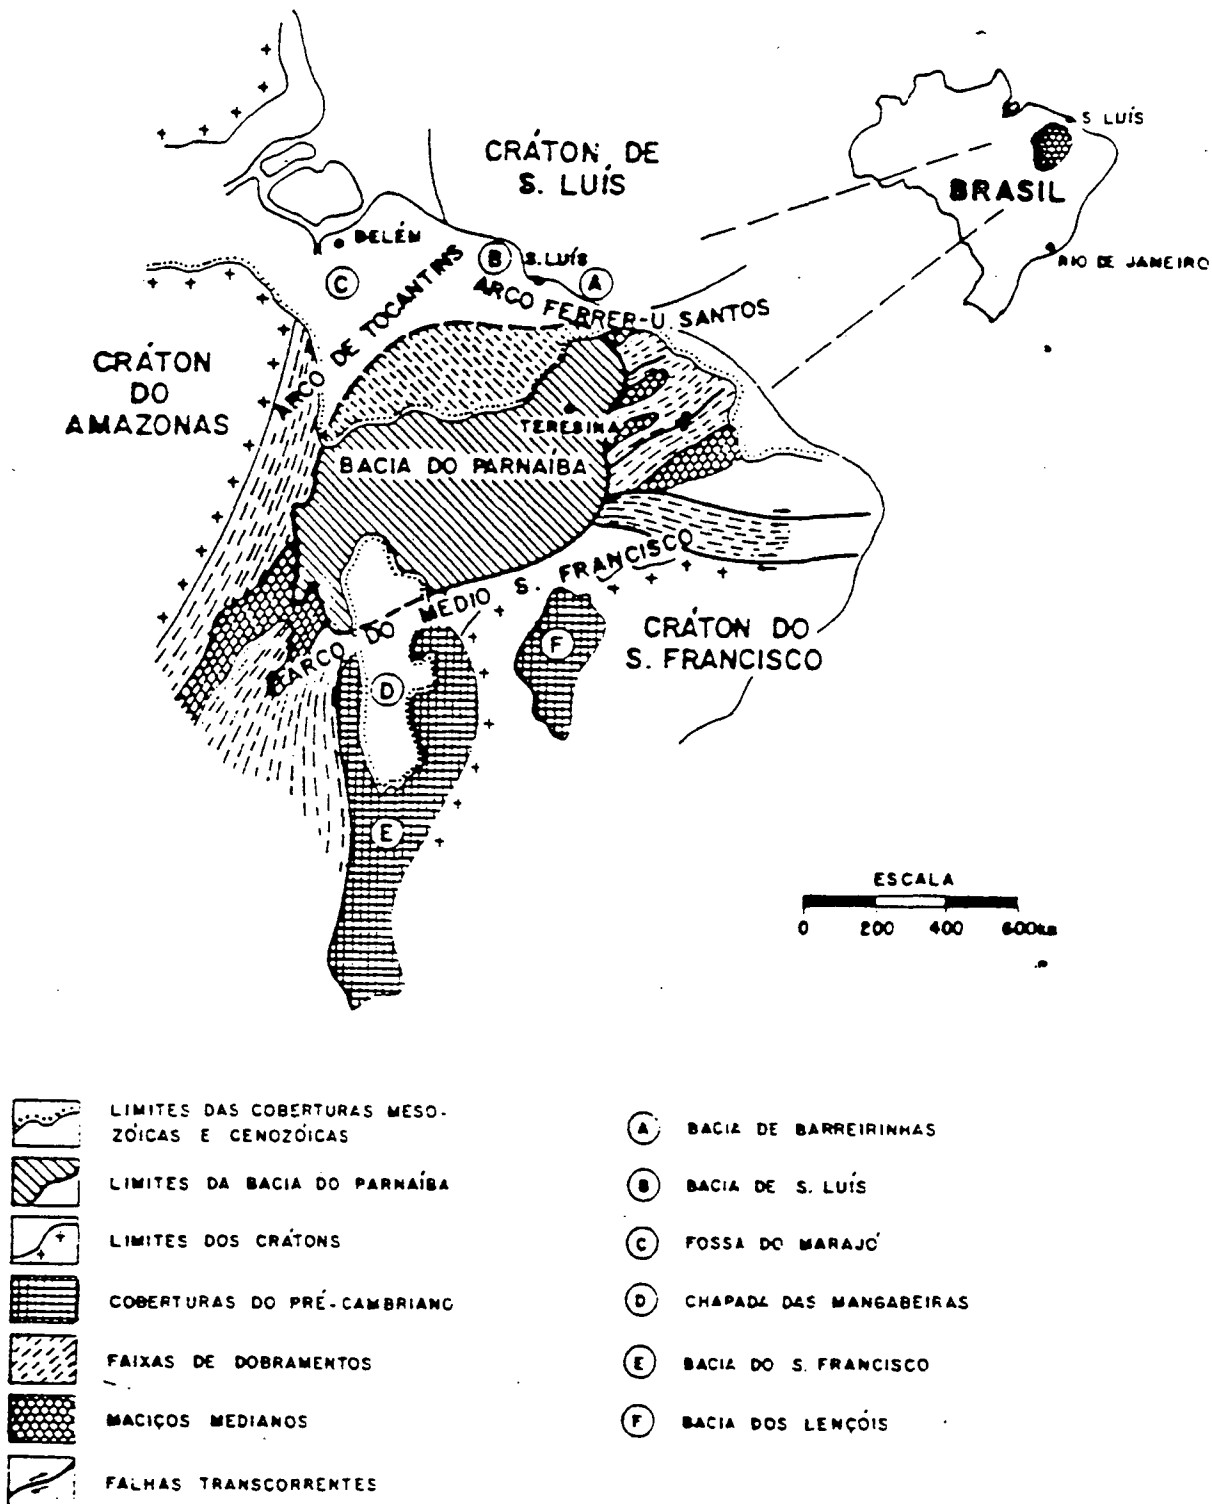 CRÁTON DE
S. LUÍS
S LUÍS
BRASIL
RIO DE JANEIRO
BELÉM
B
S. LUÍS
A
C
ARCO DE TOCANTINS
ARCO FERRER-U. SANTOS
CRÁTON
DO
AMAZONAS
TERESINA
BACIA DO PARNAÍBA
ARCO DO MEDIO S. FRANCISCO
F
CRÁTON DO
S. FRANCISCO
D
E
ESCALA
0 200 400 600km
LIMITES DAS COBERTURAS MESO-
ZÓICAS E CENOZÓICAS
LIMITES DA BACIA DO PARNAÍBA
LIMITES DOS CRÁTONS
COBERTURAS DO PRÉ-CAMBRIANO
FAIXAS DE DOBRAMENTOS
MACIÇOS MEDIANOS
FALHAS TRANSCORRENTES
A BACIA DE BARREIRINHAS
B BACIA DE S. LUÍS
C FOSSA DO MARAJÓ
D CHAPADA DAS MANGABEIRAS
E BACIA DO S. FRANCISCO
F BACIA DOS LENÇÓIS